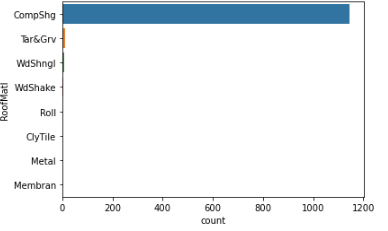 CompShg
Tar&Grv
WdShngl
WdShake
Roll
ClyTile
Metal
Membran
RoofMatl
0 200 400 600 800 1000 1200
count